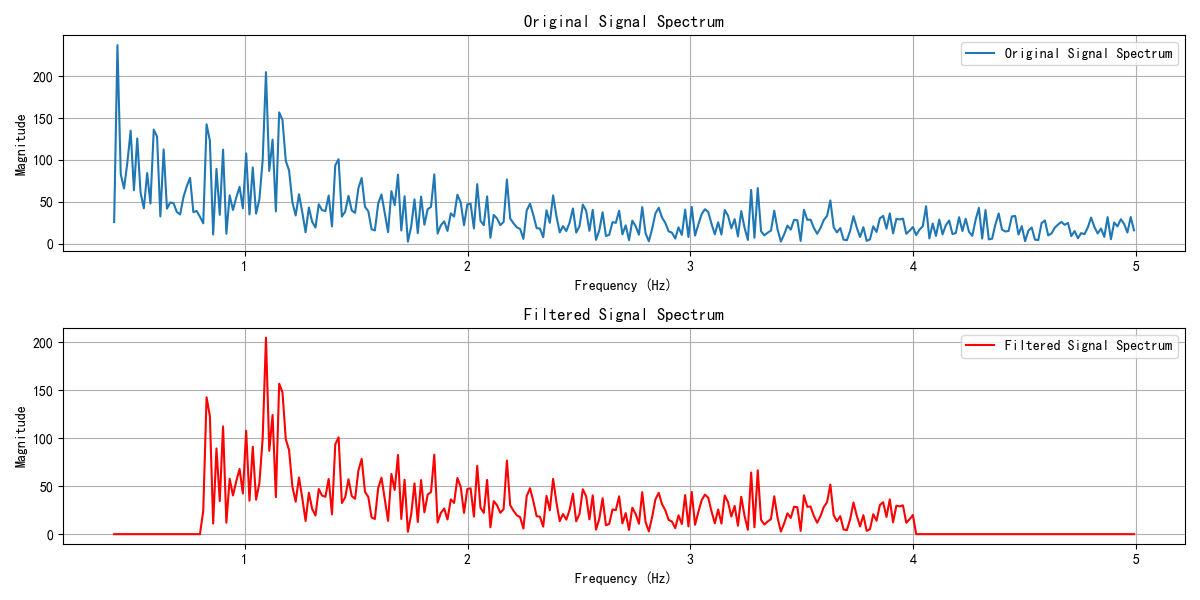 Original Signal Spectrum
Original Signal Spectrum
Magnitude
200
150
100
50
0
1
2
3
4
5
Frequency (Hz)
Filtered Signal Spectrum
Filtered Signal Spectrum
Magnitude
200
150
100
50
0
1
2
3
4
5
Frequency (Hz)